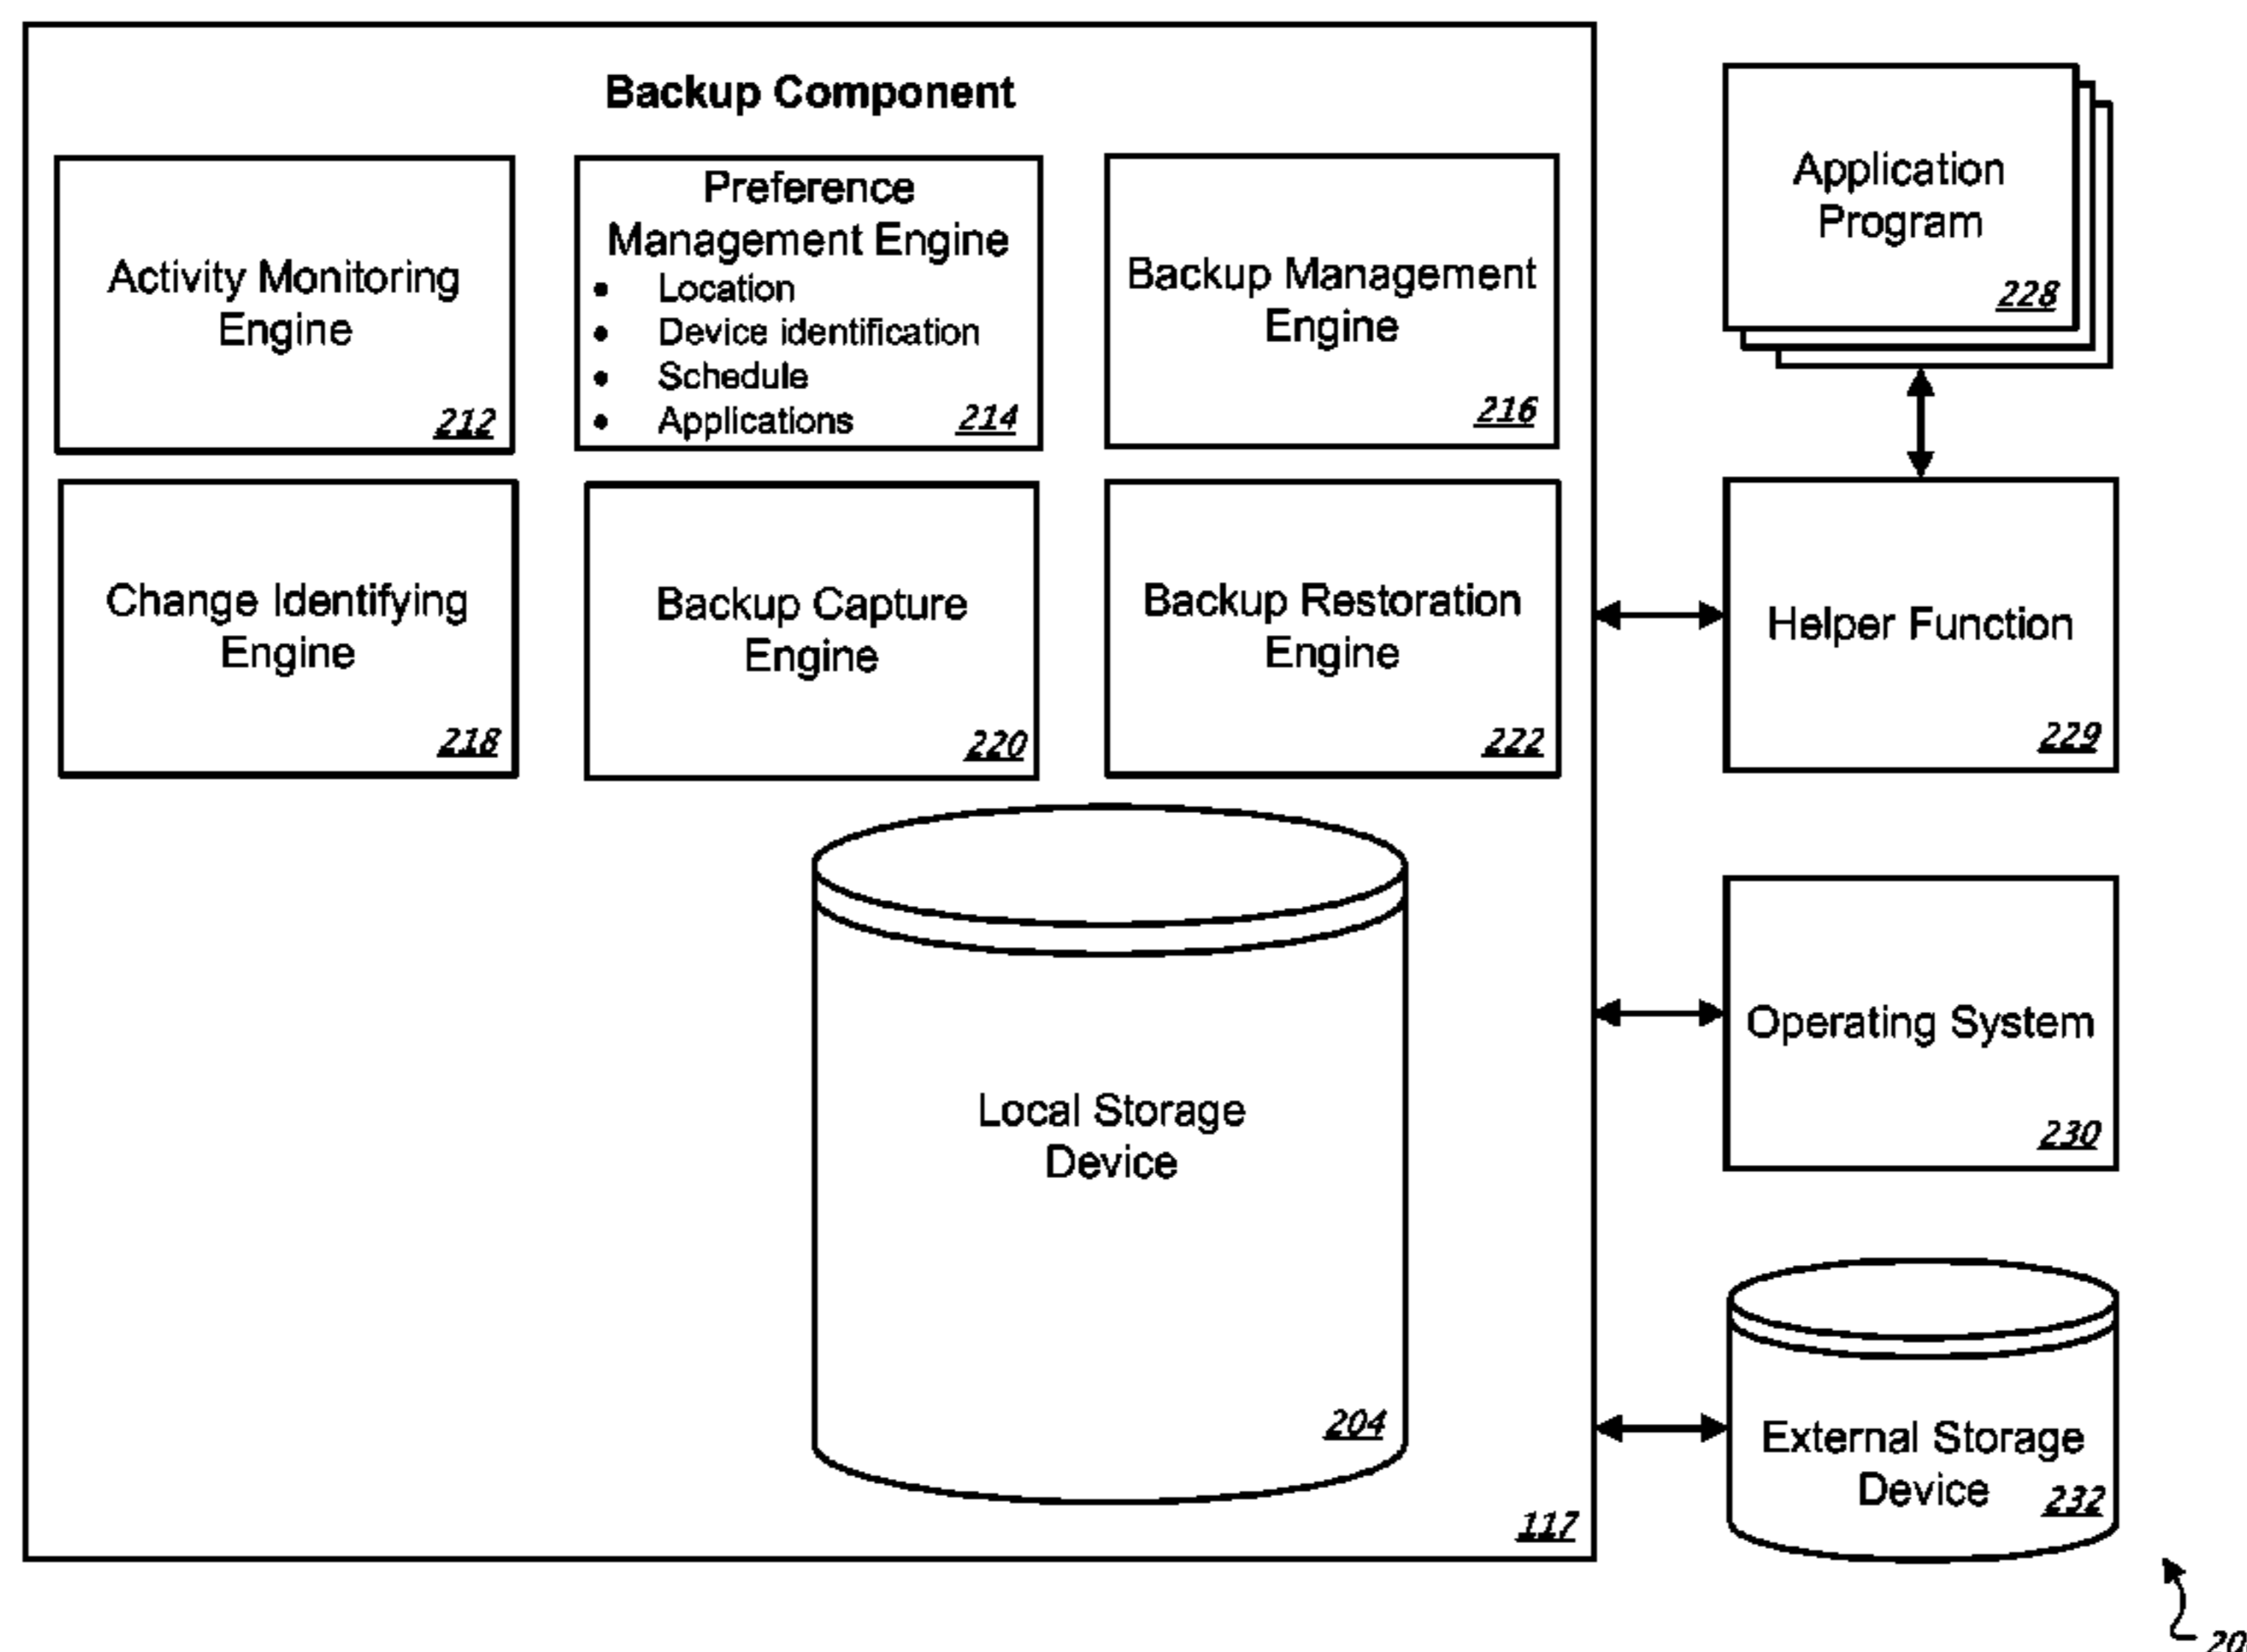 Backup Component
Activity Monitoring
Engine
212
Preference
Management Engine
• Location
• Device identification
• Schedule
• Applications
214
Backup Management
Engine
216
Change Identifying
Engine
218
Backup Capture
Engine
220
Backup Restoration
Engine
222
Local Storage
Device
204
117
Application
Program
228
Helper Function
229
Operating System
230
External Storage
Device
232